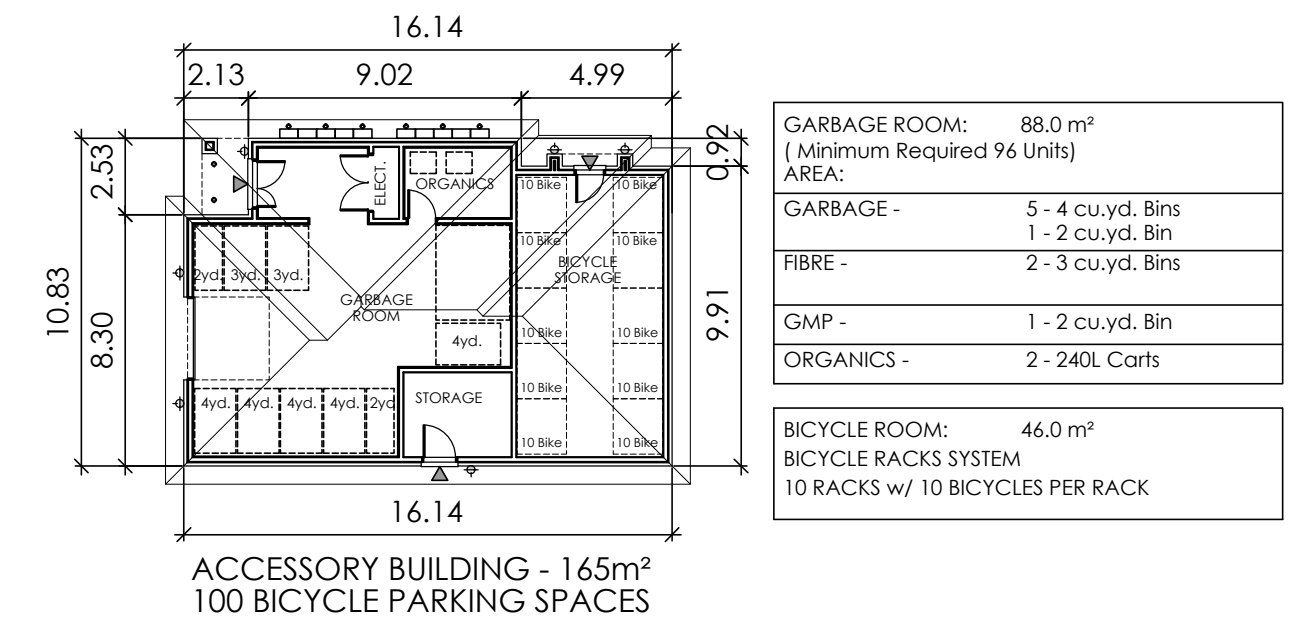 16.14
2.13 9.02 4.99
2.53
0.92
10.83
8.30
9.91
ELECT.
ORGANICS
10 Bike 10 Bike
10 Bike 10 Bike
BICYCLE
STORAGE
2yd. 3yd. 3yd.
GARBAGE
ROOM
4yd.
10 Bike 10 Bike
10 Bike 10 Bike
4yd. 4yd. 4yd. 4yd. 2yd
STORAGE
10 Bike 10 Bike
16.14
ACCESSORY BUILDING - 165m²
100 BICYCLE PARKING SPACES
GARBAGE ROOM: 88.0 m²
( Minimum Required 96 Units)
AREA:
GARBAGE - 5 - 4 cu.yd. Bins
1 - 2 cu.yd. Bin
FIBRE - 2 - 3 cu.yd. Bins
GMP - 1 - 2 cu.yd. Bin
ORGANICS - 2 - 240L Carts
BICYCLE ROOM: 46.0 m²
BICYCLE RACKS SYSTEM
10 RACKS w/ 10 BICYCLES PER RACK